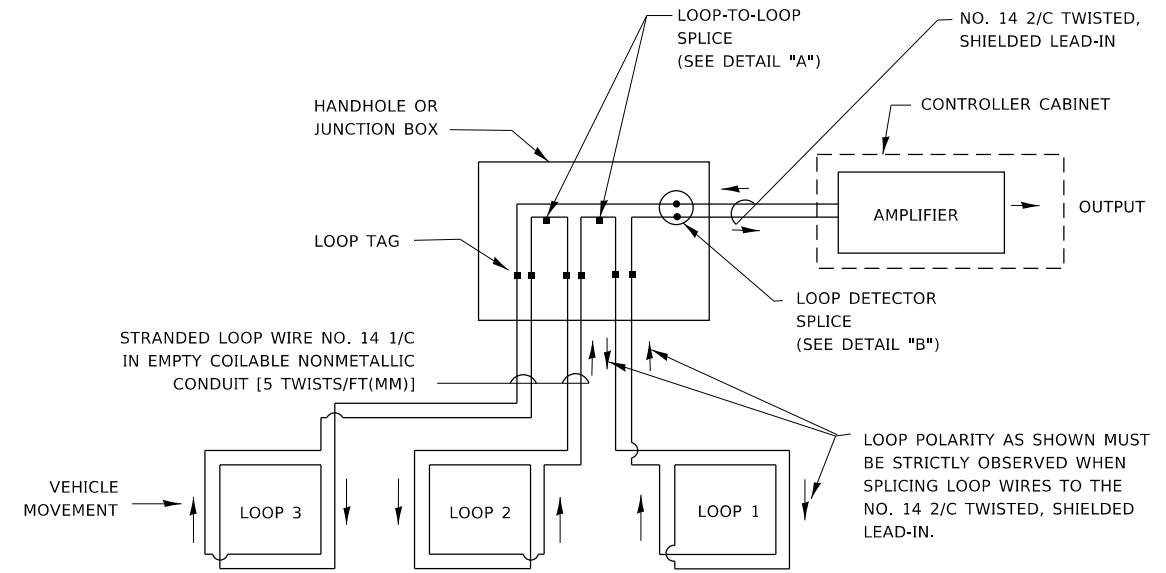 LOOP-TO-LOOP
SPLICE
(SEE DETAIL "A")
NO. 14 2/C TWISTED,
SHIELDED LEAD-IN
HANDHOLE OR
JUNCTION BOX
CONTROLLER CABINET
AMPLIFIER
OUTPUT
LOOP TAG
LOOP DETECTOR
SPLICE
(SEE DETAIL "B")
STRANDED LOOP WIRE NO. 14 1/C
IN EMPTY COILABLE NONMETALLIC
CONDUIT [5 TWISTS/FT(MM)]
LOOP POLARITY AS SHOWN MUST
BE STRICTLY OBSERVED WHEN
SPLICING LOOP WIRES TO THE
NO. 14 2/C TWISTED, SHIELDED
LEAD-IN.
VEHICLE
MOVEMENT
LOOP 3
LOOP 2
LOOP 1